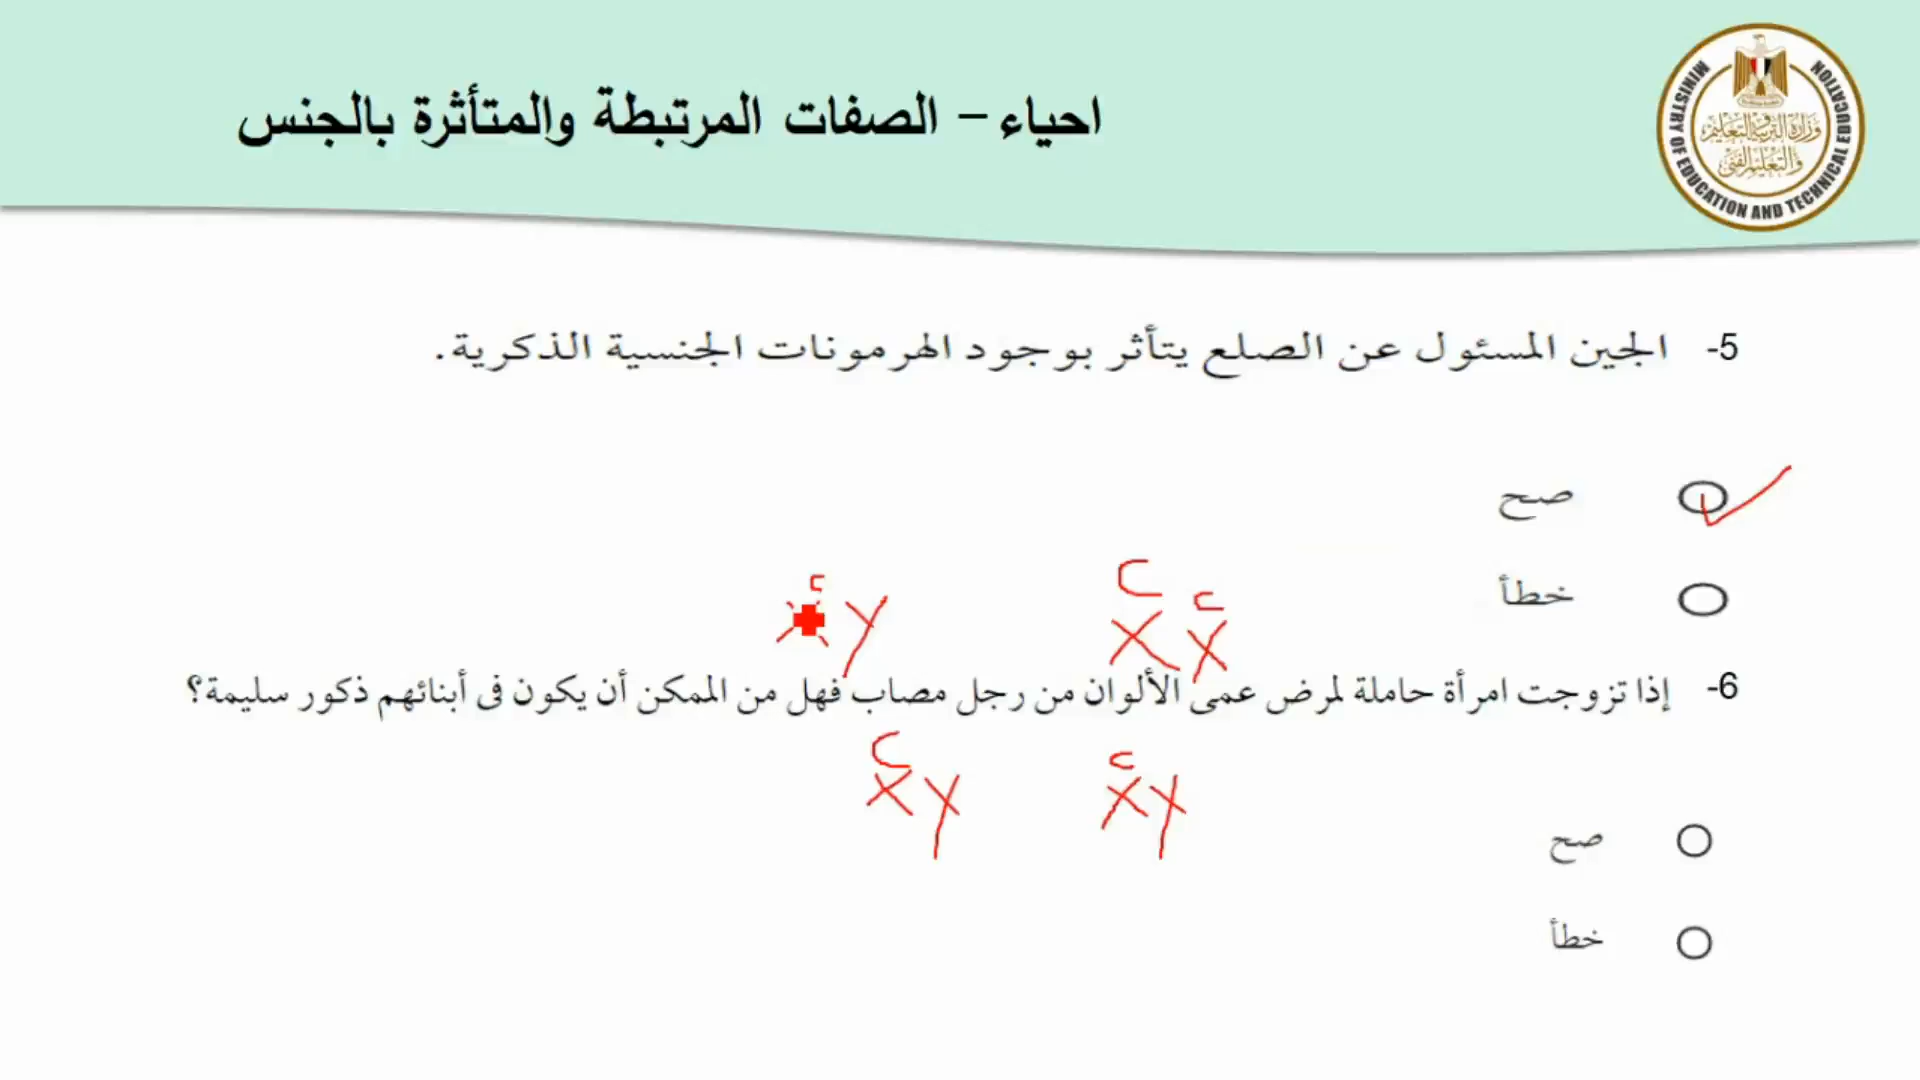 احياء – الصفات المرتبطة والمتأثرة بالجنس
MINISTRY OF EDUCATION AND TECHNICAL EDUCATION
وزارة التربية والتعليم
والتعليم الفنى
5- الجين المسئول عن الصلع يتأثر بوجود الهرمونات الجنسية الذكرية.
صح
خطأ
c y
C c
X X
6- إذا تزوجت امرأة حاملة لمرض عمى الألوان من رجل مصاب فهل من الممكن أن يكون فى أبنائهم ذكور سليمة؟
C c
X y X y
صح
خطأ